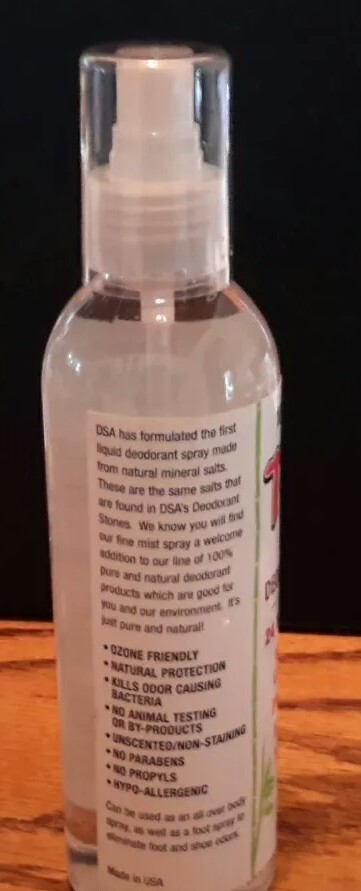 DSA has formulated the first
liquid deodorant spray made
from natural mineral salts.
These are the same salts that
are found in DSA's Deodorant
Stones. We know you will find
our fine mist spray a welcome
addition to our line of 100%
pure and natural deodorant
products which are good for
you and our environment. It's
just pure and natural!
• OZONE FRIENDLY
• NATURAL PROTECTION
• KILLS ODOR CAUSING
BACTERIA
• NO ANIMAL TESTING
OR BY-PRODUCTS
• UNSCENTED/NON-STAINING
• NO PARABENS
• NO PROPYLS
• HYPO-ALLERGENIC
Can be used as an all over body
spray, as well as a foot spray to
eliminate foot and shoe odors.
Made in USA
24